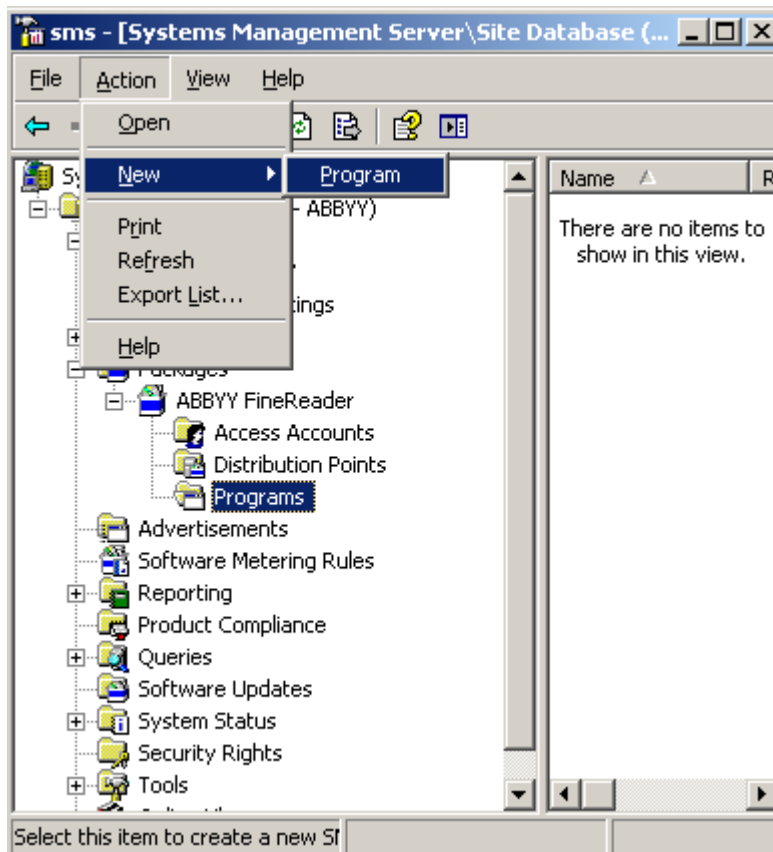 sms - [Systems Management Server\Site Database (...
File Action View Help
Open
New
Program
Print
Refresh
Export List...
Help
- ABBYY)
Packages
ABBYY FineReader
Access Accounts
Distribution Points
Programs
Advertisements
Software Metering Rules
Reporting
Product Compliance
Queries
Software Updates
System Status
Security Rights
Tools
Name
There are no items to
show in this view.
Select this item to create a new SM